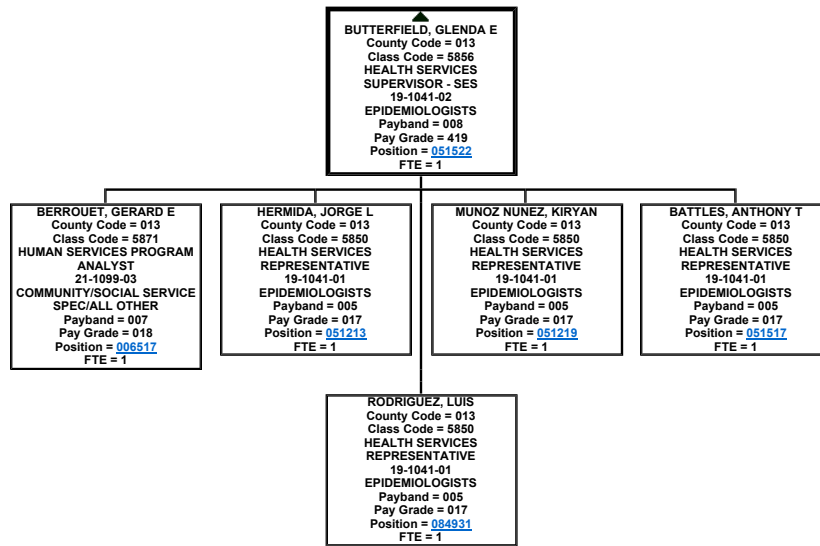 BUTTERFIELD, GLENDA E
County Code = 013
Class Code = 5856
HEALTH SERVICES
SUPERVISOR - SES
19-1041-02
EPIDEMIOLOGISTS
Payband = 008
Pay Grade = 419
Position = 051522
FTE = 1
BERROUET, GERARD E
County Code = 013
Class Code = 5871
HUMAN SERVICES PROGRAM
ANALYST
21-1099-03
COMMUNITY/SOCIAL SERVICE
SPEC/ALL OTHER
Payband = 007
Pay Grade = 018
Position = 006517
FTE = 1
HERMIDA, JORGE L
County Code = 013
Class Code = 5850
HEALTH SERVICES
REPRESENTATIVE
19-1041-01
EPIDEMIOLOGISTS
Payband = 005
Pay Grade = 017
Position = 051213
FTE = 1
MUNOZ NUNEZ, KIRYAN
County Code = 013
Class Code = 5850
HEALTH SERVICES
REPRESENTATIVE
19-1041-01
EPIDEMIOLOGISTS
Payband = 005
Pay Grade = 017
Position = 051219
FTE = 1
BATTLES, ANTHONY T
County Code = 013
Class Code = 5850
HEALTH SERVICES
REPRESENTATIVE
19-1041-01
EPIDEMIOLOGISTS
Payband = 005
Pay Grade = 017
Position = 051517
FTE = 1
RODRIGUEZ, LUIS
County Code = 013
Class Code = 5850
HEALTH SERVICES
REPRESENTATIVE
19-1041-01
EPIDEMIOLOGISTS
Payband = 005
Pay Grade = 017
Position = 084931
FTE = 1